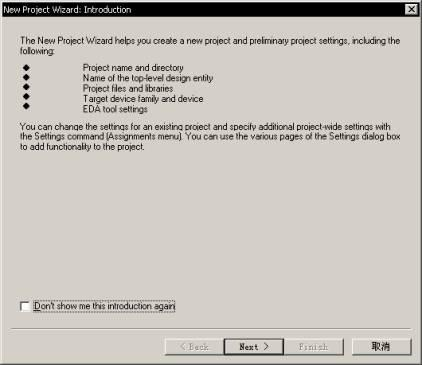 New Project Wizard: Introduction
The New Project Wizard helps you create a new project and preliminary project settings, including the
following:
Project name and directory
Name of the top-level design entity
Project files and libraries
Target device family and device
EDA tool settings
You can change the settings for an existing project and specify additional project-wide settings with
the Settings command (Assignments menu). You can use the various pages of the Settings dialog box
to add functionality to the project.
Don't show me this introduction again
< Back Next > Finish 取消